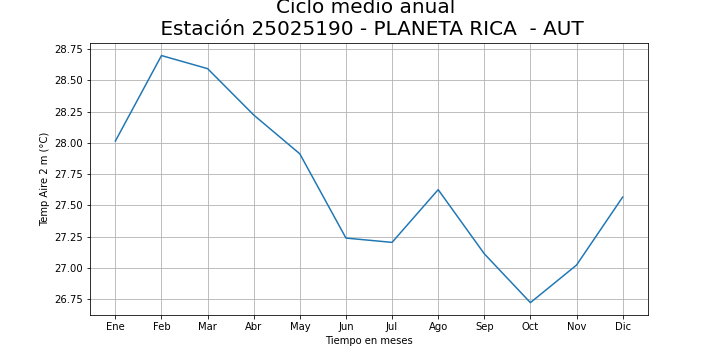 Ciclo medio anual
Estación 25025190 - PLANETA RICA  - AUT
28.75
28.50
28.25
28.00
27.75
27.50
27.25
27.00
26.75
Temp Aire 2 m (°C)
Ene Feb Mar Abr May Jun Jul Ago Sep Oct Nov Dic
Tiempo en meses